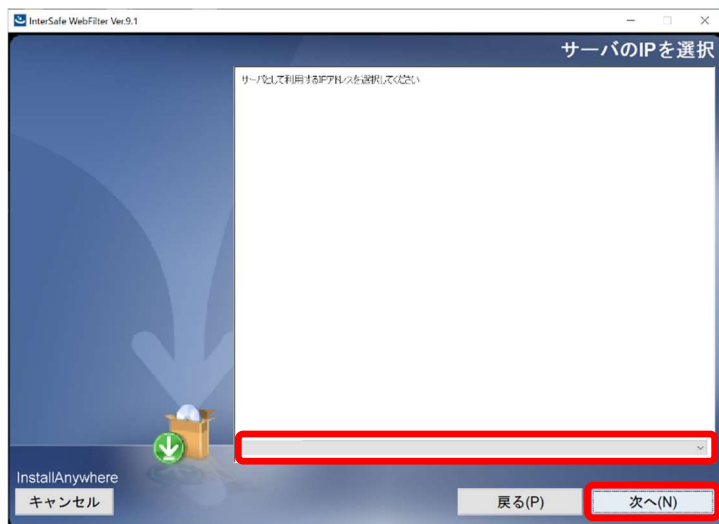 InterSafe WebFilter Ver.9.1
サーバのIPを選択
サーバとして利用するIPアドレスを選択してください
InstallAnywhere
キャンセル
戻る(P)
次へ(N)